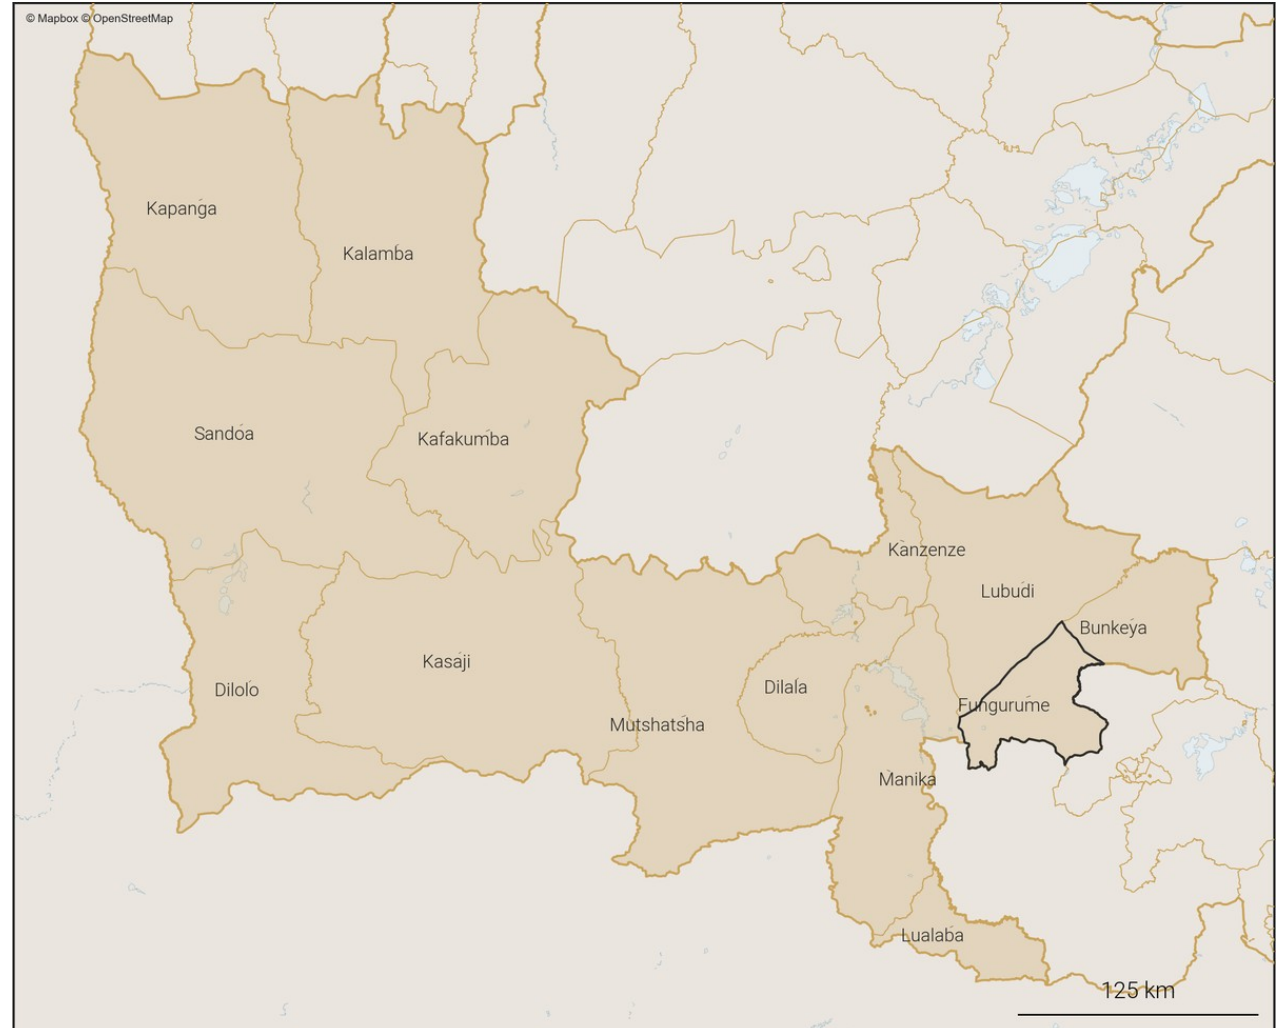 © Mapbox © OpenStreetMap
Kapanga
Kalamba
Sandoa
Kafakumba
Kanzenze
Lubudi
Bunkeya
Kasaji
Dilala
Dilolo
Fungurume
Mutshatsha
Manika
Lualaba
125 km